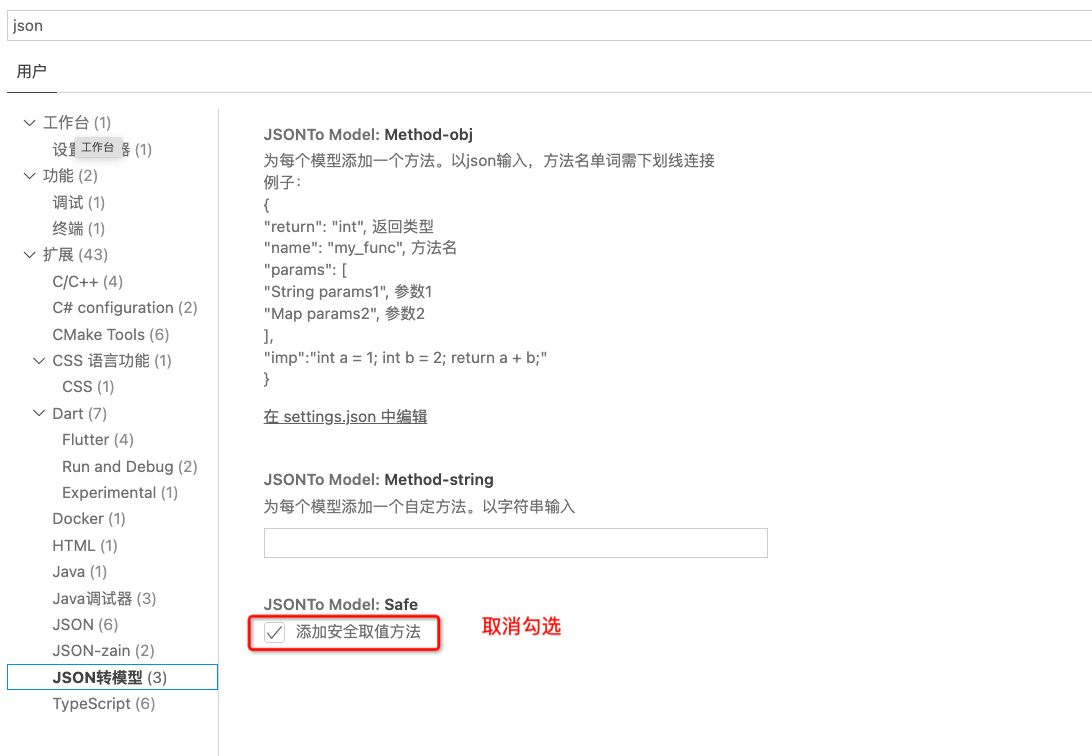 json
用户
工作台 (1)
设置 器 (1)
工作台
功能 (2)
调试 (1)
终端 (1)
扩展 (43)
C/C++ (4)
C# configuration (2)
CMake Tools (6)
CSS 语言功能 (1)
CSS (1)
Dart (7)
Flutter (4)
Run and Debug (2)
Experimental (1)
Docker (1)
HTML (1)
Java (1)
Java调试器 (3)
JSON (6)
JSON-zain (2)
JSON转模型 (3)
TypeScript (6)
JSONTo Model: Method-obj
为每个模型添加一个方法。以json输入，方法名单词需下划线连接
例子：
{
"return": "int", 返回类型
"name": "my_func", 方法名
"params": [
"String params1", 参数1
"Map params2", 参数2
],
"imp":"int a = 1; int b = 2; return a + b;"
}
在 settings.json 中编辑
JSONTo Model: Method-string
为每个模型添加一个自定方法。以字符串输入
JSONTo Model: Safe
添加安全取值方法
取消勾选